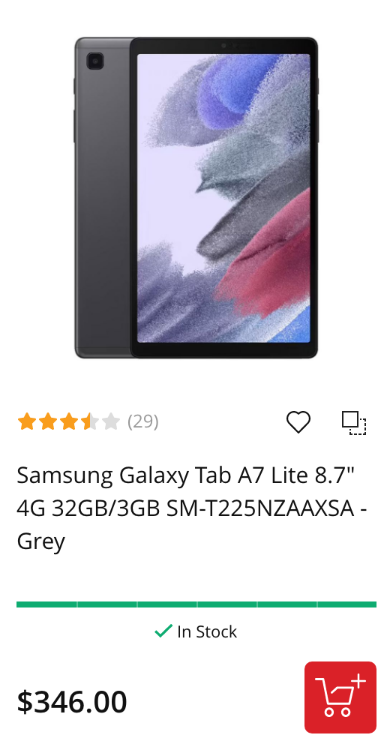 (29)
Samsung Galaxy Tab A7 Lite 8.7"
4G 32GB/3GB SM-T225NZAAXSA -
Grey
In Stock
$346.00